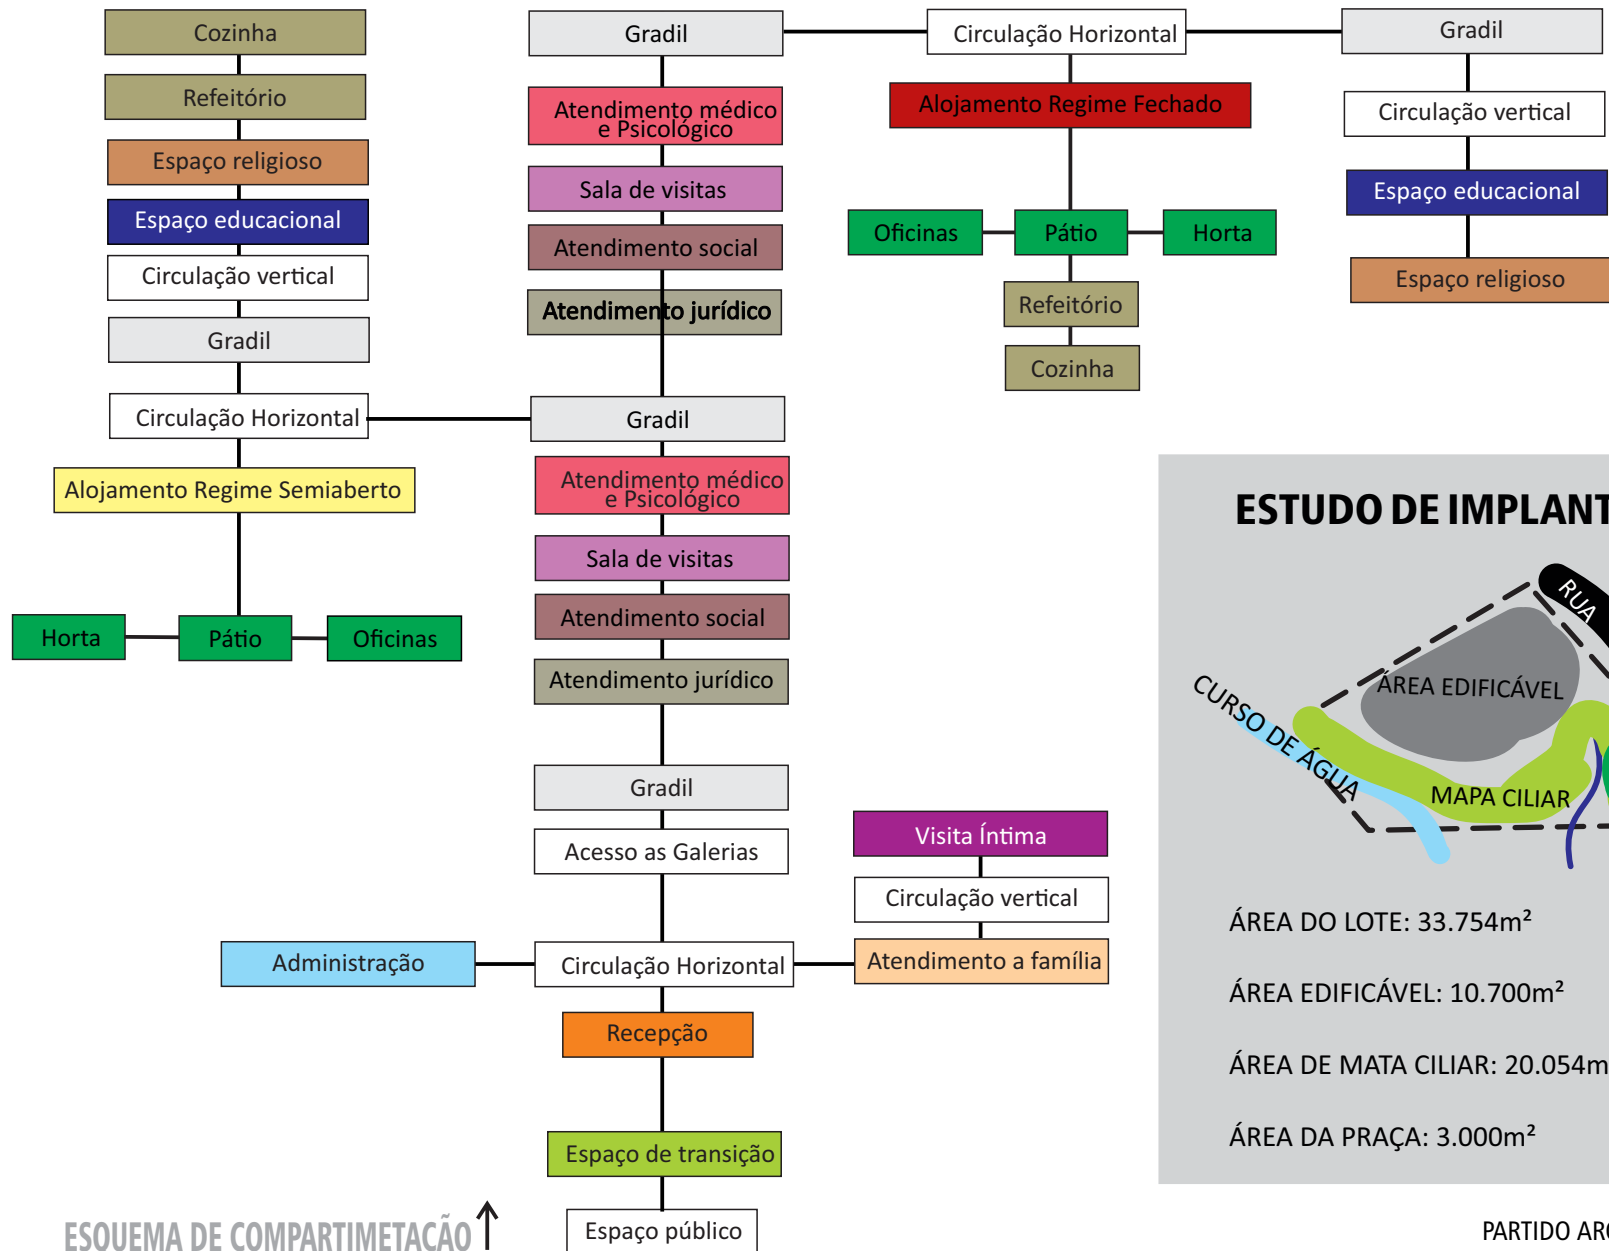 Cozinha
Refeitório
Espaço religioso
Espaço educacional
Circulação vertical
Gradil
Circulação Horizontal
Alojamento Regime Semiaberto
Horta
Pátio
Oficinas
Gradil
Atendimento médico
e Psicológico
Sala de visitas
Atendimento social
Atendimento jurídico
Gradil
Atendimento médico
e Psicológico
Sala de visitas
Atendimento social
Atendimento jurídico
Gradil
Acesso as Galerias
Administração
Circulação Horizontal
Atendimento a família
Circulação vertical
Visita Íntima
Recepção
Espaço de transição
Espaço público
Circulação Horizontal
Alojamento Regime Fechado
Oficinas
Pátio
Horta
Refeitório
Cozinha
Gradil
Circulação vertical
Espaço educacional
Espaço religioso
ESTUDO DE IMPLANT
RUA
ÁREA EDIFICÁVEL
CURSO DE ÁGUA
MAPA CILIAR
ÁREA DO LOTE: 33.754m²
ÁREA EDIFICÁVEL: 10.700m²
ÁREA DE MATA CILIAR: 20.054m
ÁREA DA PRAÇA: 3.000m²
ESQUEMA DE COMPARTIMETAÇÃO
PARTIDO ARQ